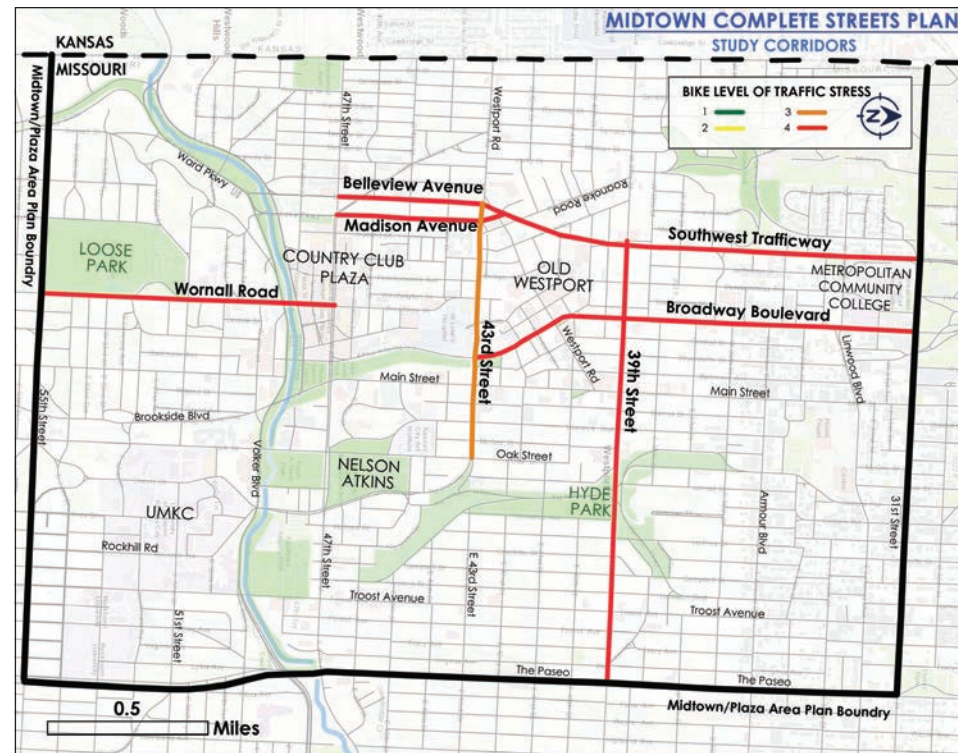 MIDTOWN COMPLETE STREETS PLAN
STUDY CORRIDORS
KANSAS
MISSOURI
BIKE LEVEL OF TRAFFIC STRESS
1 3
2 4
N
Midtown/Plaza Area Plan Boundry
Ward Pkwy
47th Street
Westport Rd
Belleview Avenue
Madison Avenue
Roanoke Road
Southwest Trafficway
LOOSE
PARK
COUNTRY CLUB
PLAZA
OLD
WESTPORT
METROPOLITAN
COMMUNITY
COLLEGE
Wornall Road
Broadway Boulevard
43rd Street
Westport Rd
39th Street
Linwood Blvd
Main Street
Main Street
55th Street
Brookside Blvd
Volker Blvd
NELSON
ATKINS
Oak Street
HYDE
PARK
UMKC
Rockhill Rd
47th Street
E 43rd Street
Armour Blvd
31st Street
51st Street
Troost Avenue
Troost Avenue
The Paseo
The Paseo
Midtown/Plaza Area Plan Boundry
0.5
Miles